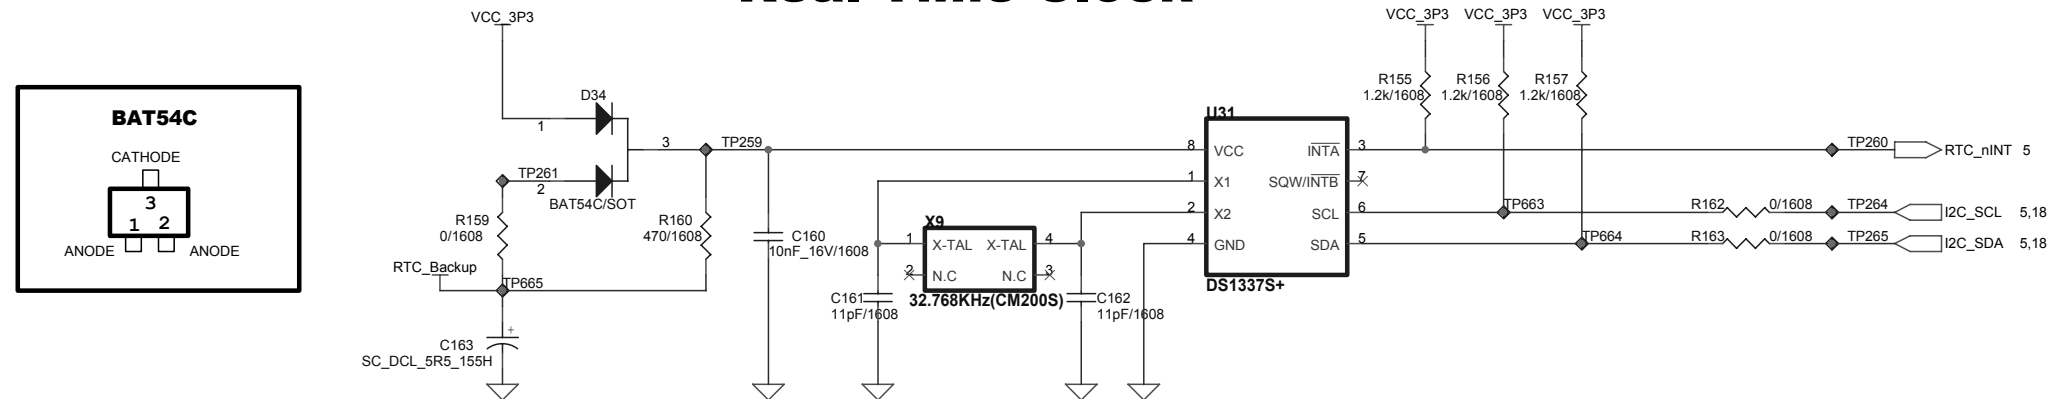 Real Time Clock
BAT54C
CATHODE
3
1 2
ANODE ANODE
VCC_3P3
D34
1
3
TP259
TP261
2
BAT54C/SOT
R159
0/1608
R160
470/1608
RTC_Backup
TP665
+
C163
SC_DCL_5R5_155H
C160
10nF_16V/1608
X9
1 X-TAL X-TAL 4
2 N.C N.C 3
32.768KHz(CM200S)
C161
11pF/1608
C162
11pF/1608
U31
8 VCC INTA 3
1 X1 SQW/INTB 7
2 X2 SCL 6
4 GND SDA 5
DS1337S+
VCC_3P3 VCC_3P3 VCC_3P3
R155 R156 R157
1.2k/1608 1.2k/1608 1.2k/1608
TP260 RTC_nINT 5
TP663 R162 0/1608 TP264 I2C_SCL 5,18
TP664 R163 0/1608 TP265 I2C_SDA 5,18